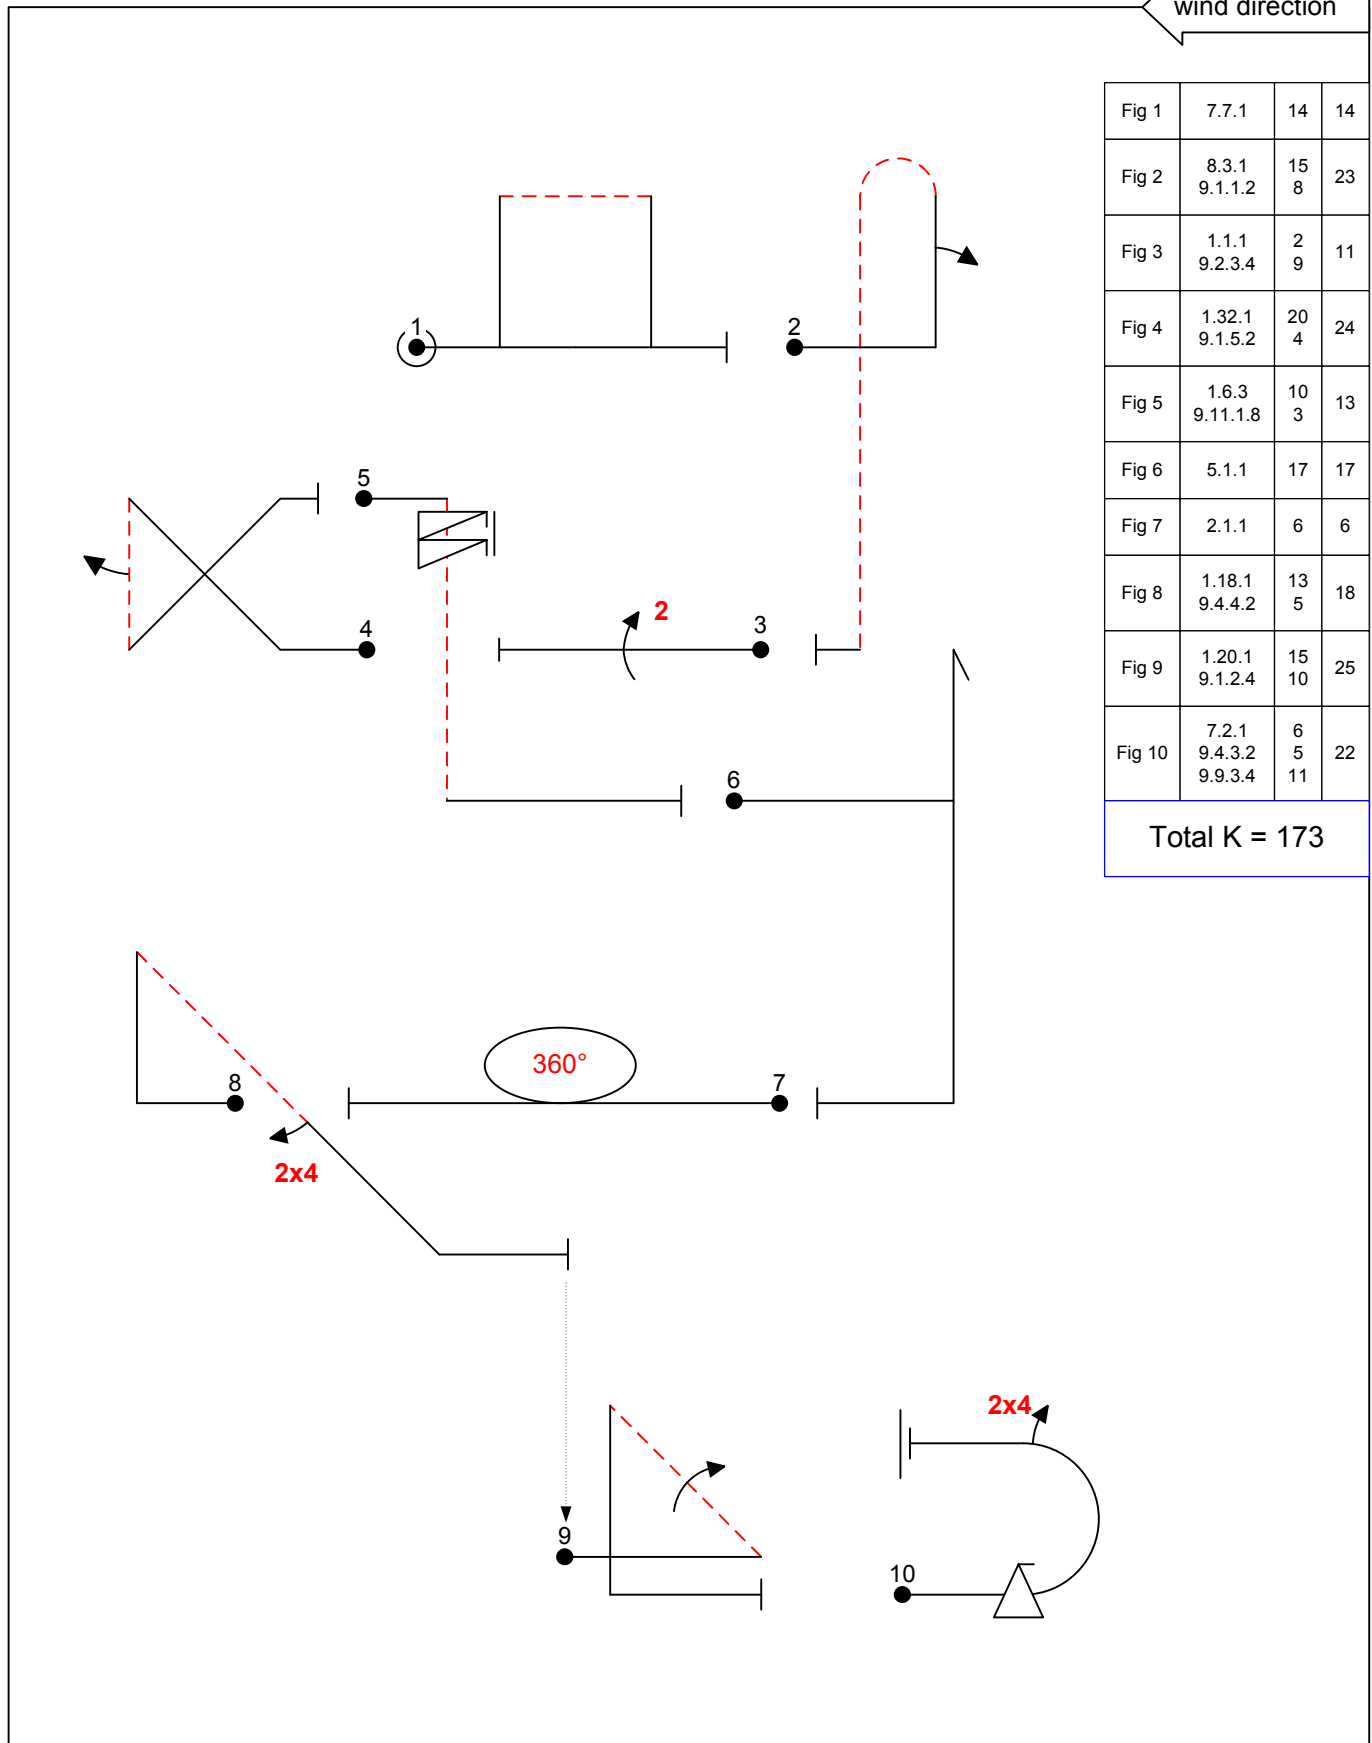 wind direction
Fig 1 7.7.1 14 14
Fig 2 8.3.1 15 23
9.1.1.2 8
Fig 3 1.1.1 2 11
9.2.3.4 9
Fig 4 1.32.1 20 24
9.1.5.2 4
Fig 5 1.6.3 10 13
9.11.1.8 3
Fig 6 5.1.1 17 17
Fig 7 2.1.1 6 6
Fig 8 1.18.1 13 18
9.4.4.2 5
Fig 9 1.20.1 15 25
9.1.2.4 10
Fig 10 7.2.1 6 22
9.4.3.2 5
9.9.3.4 11
Total K = 173
1
2
5
4
2
3
6
8
360°
7
2x4
2x4
9
10